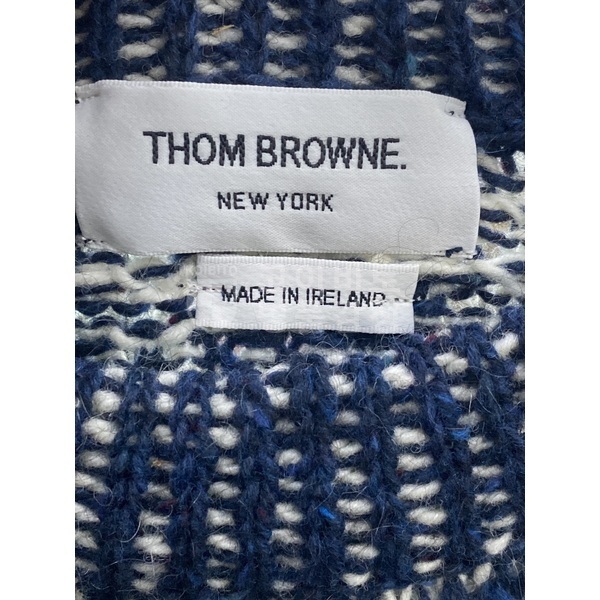 THOM BROWNE.
NEW YORK
MADE IN IRELAND